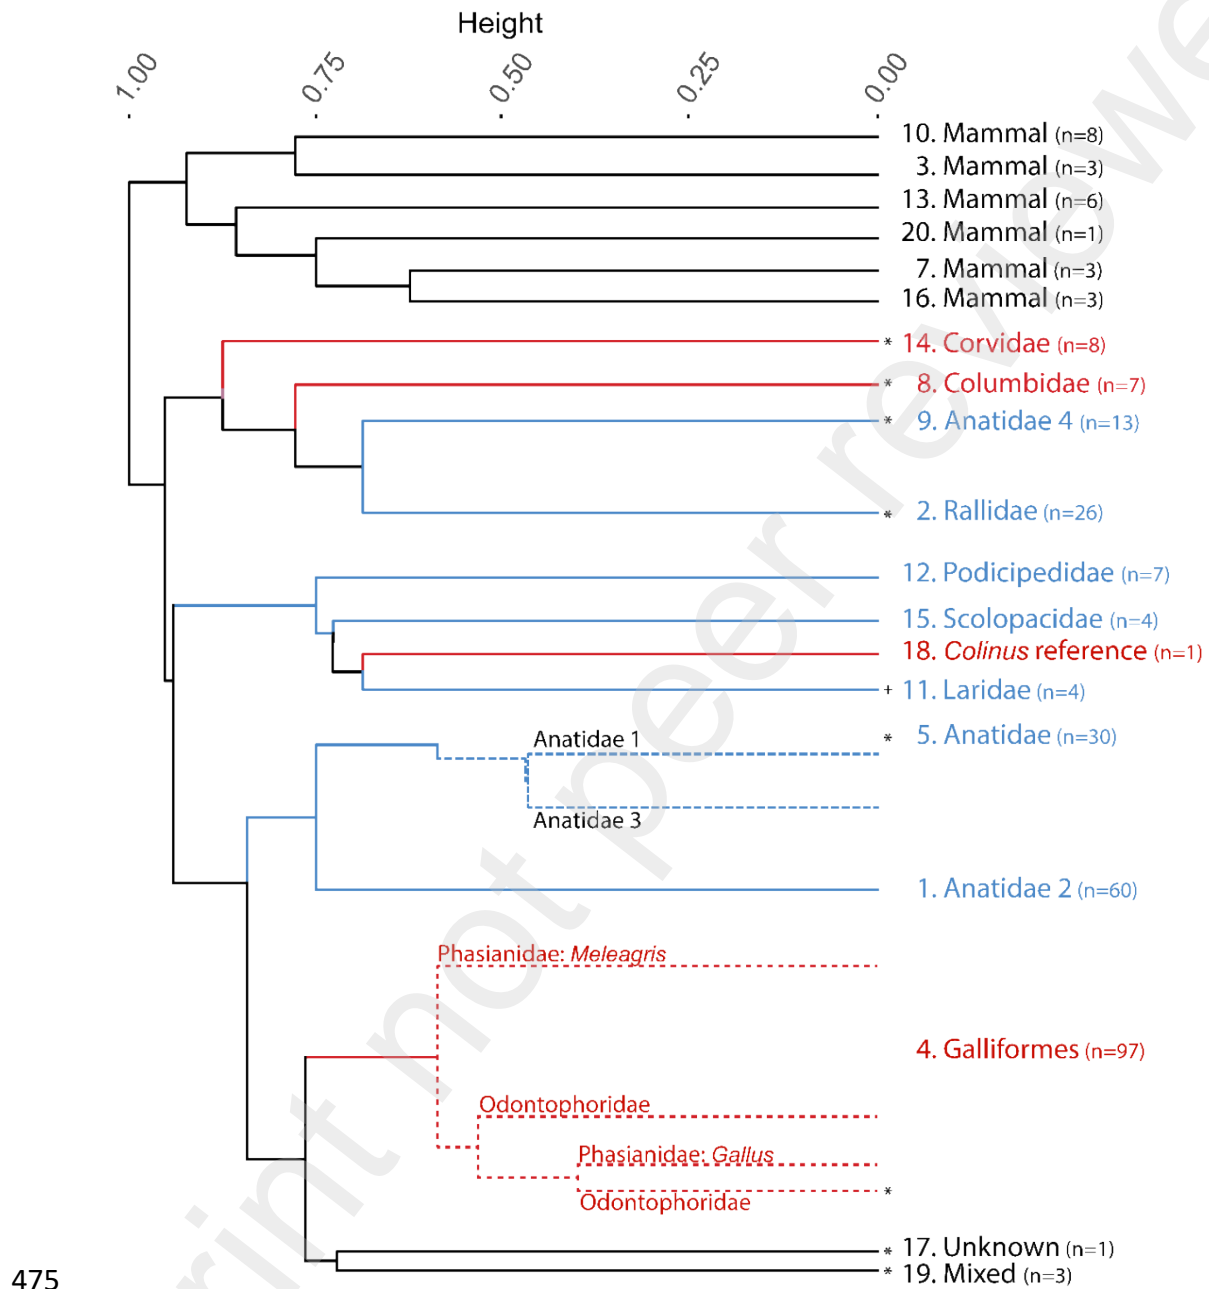 Height
1.00 0.75 0.50 0.25 0.00
10. Mammal (n=8)
3. Mammal (n=3)
13. Mammal (n=6)
20. Mammal (n=1)
7. Mammal (n=3)
16. Mammal (n=3)
* 14. Corvidae (n=8)
* 8. Columbidae (n=7)
* 9. Anatidae 4 (n=13)
* 2. Rallidae (n=26)
12. Podicipedidae (n=7)
15. Scolopacidae (n=4)
18. Colinus reference (n=1)
+ 11. Laridae (n=4)
Anatidae 1
* 5. Anatidae (n=30)
Anatidae 3
1. Anatidae 2 (n=60)
Phasianidae: Meleagris
4. Galliformes (n=97)
Odontophoridae
Phasianidae: Gallus
*
Odontophoridae
* 17. Unknown (n=1)
* 19. Mixed (n=3)
475
rint not peer reviewe